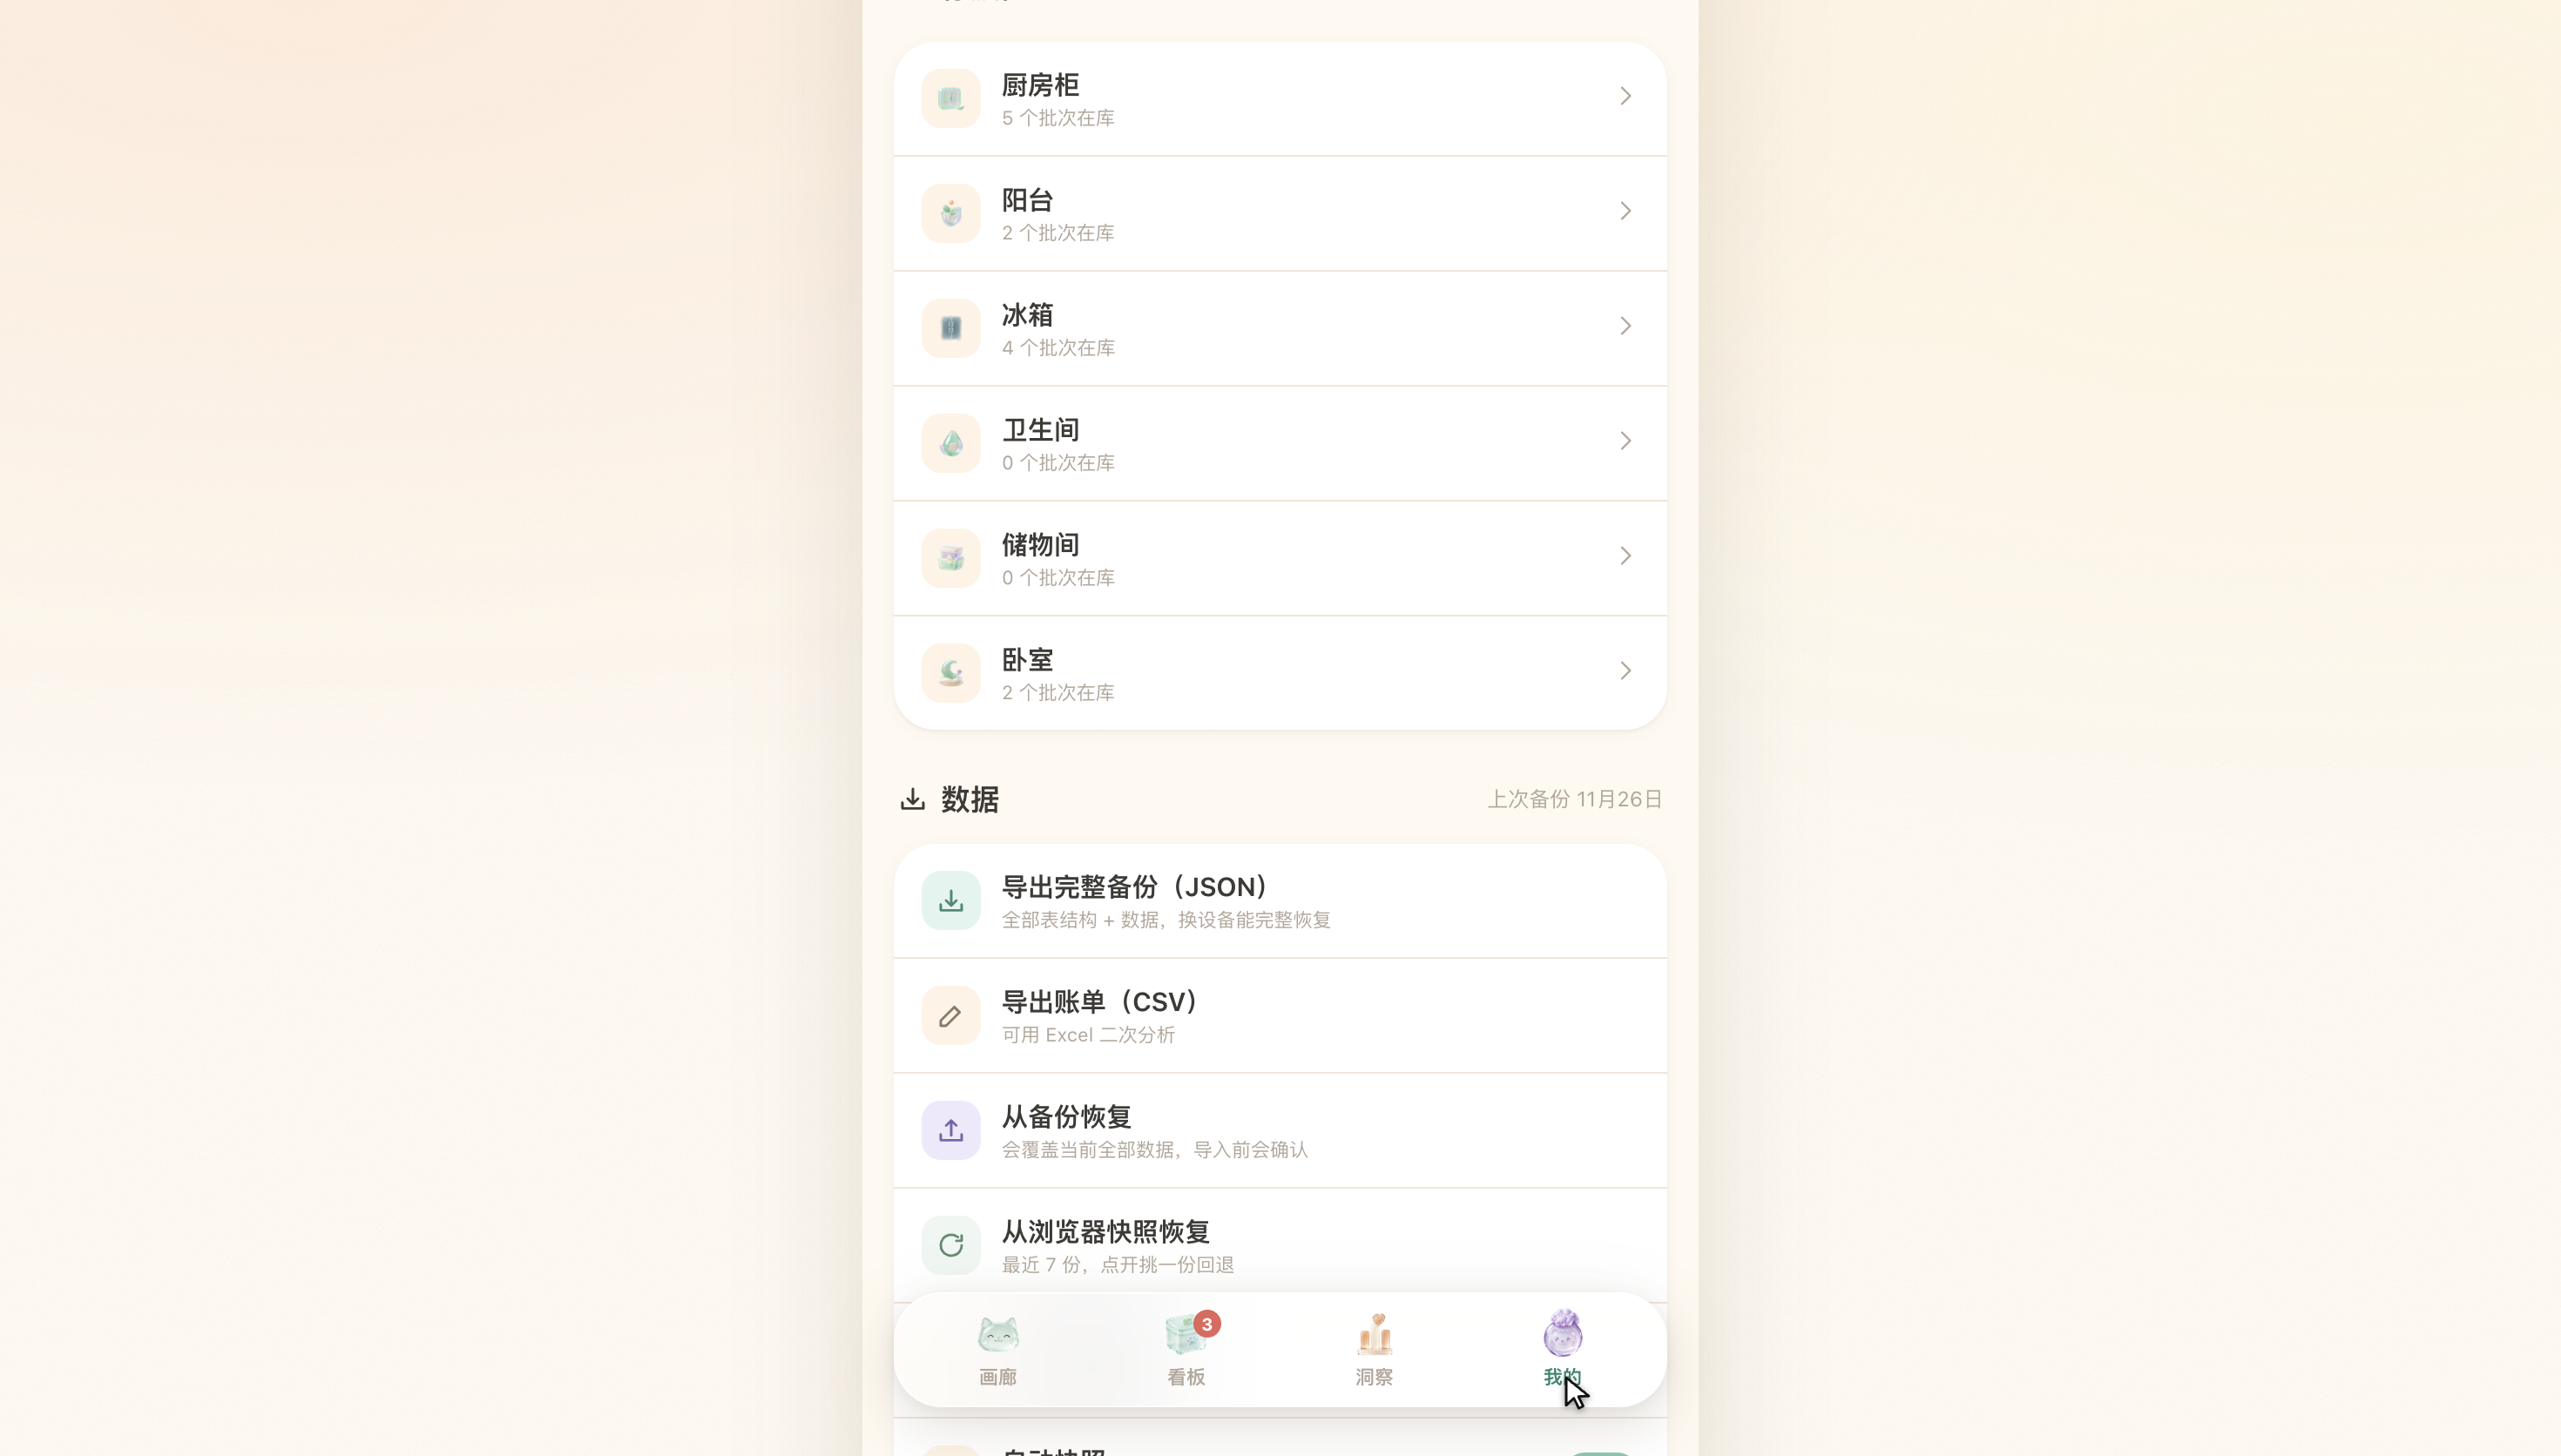 厨房柜
5 个批次在库
阳台
2 个批次在库
冰箱
4 个批次在库
卫生间
0 个批次在库
储物间
0 个批次在库
卧室
2 个批次在库
数据
上次备份 11月26日
导出完整备份（JSON）
全部表结构 + 数据，换设备能完整恢复
导出账单（CSV）
可用 Excel 二次分析
从备份恢复
会覆盖当前全部数据，导入前会确认
从浏览器快照恢复
最近 7 份，点开挑一份回退
3
画廊
看板
洞察
我的
自动快照